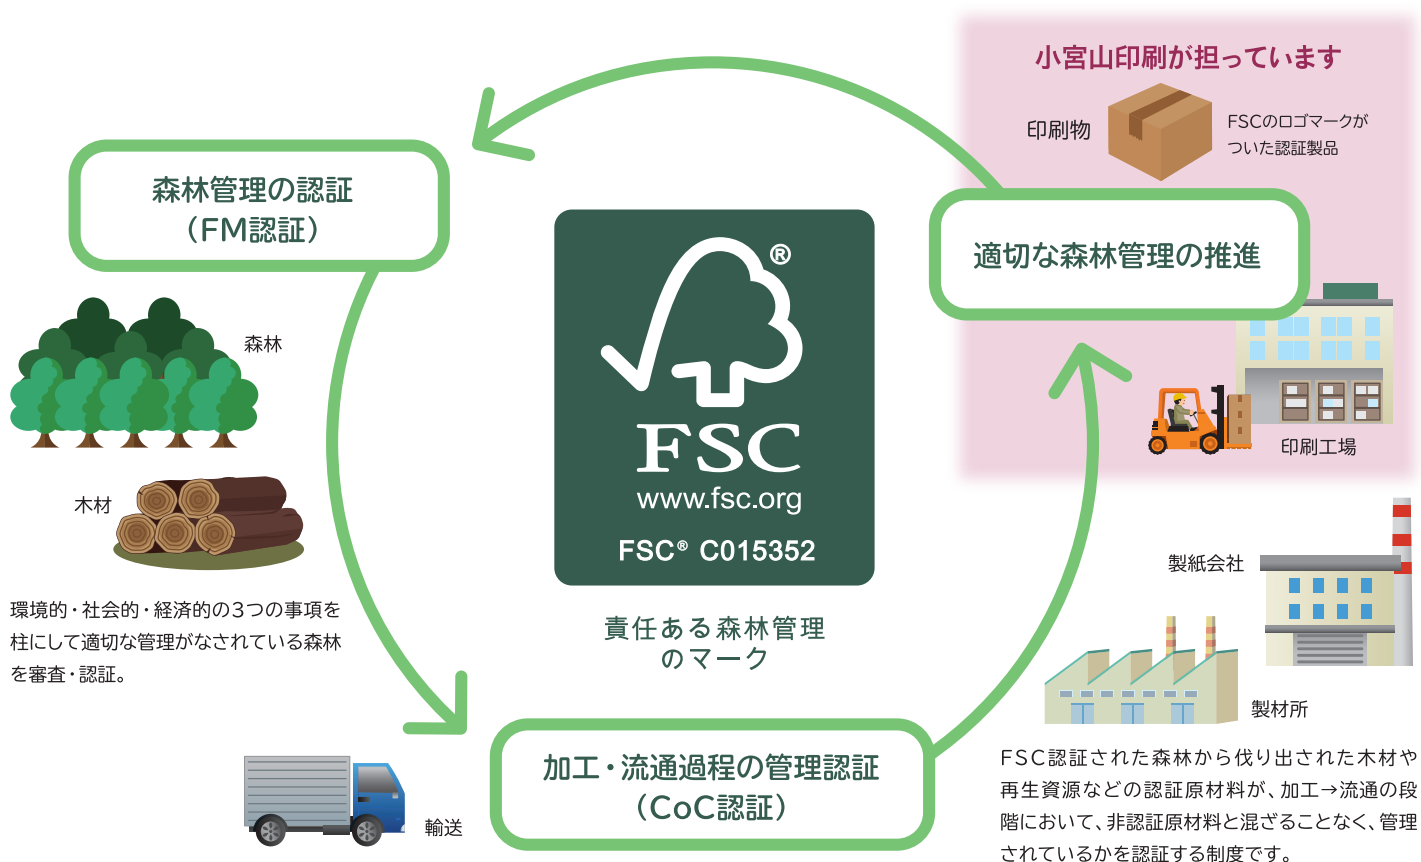 小宮山印刷が担っています
印刷物
FSCのロゴマークが
ついた認証製品
適切な森林管理の推進
印刷工場
森林管理の認証
（FM認証）
森林
木材
環境的・社会的・経済的の3つの事項を
柱にして適切な管理がなされている森林
を審査・認証。
®
FSC
www.fsc.org
FSC® C015352
責任ある森林管理
のマーク
輸送
加工・流通過程の管理認証
（CoC認証）
製紙会社
製材所
FSC認証された森林から伐り出された木材や
再生資源などの認証原材料が、加工→流通の段
階において、非認証原材料と混ざることなく、管理
されているかを認証する制度です。